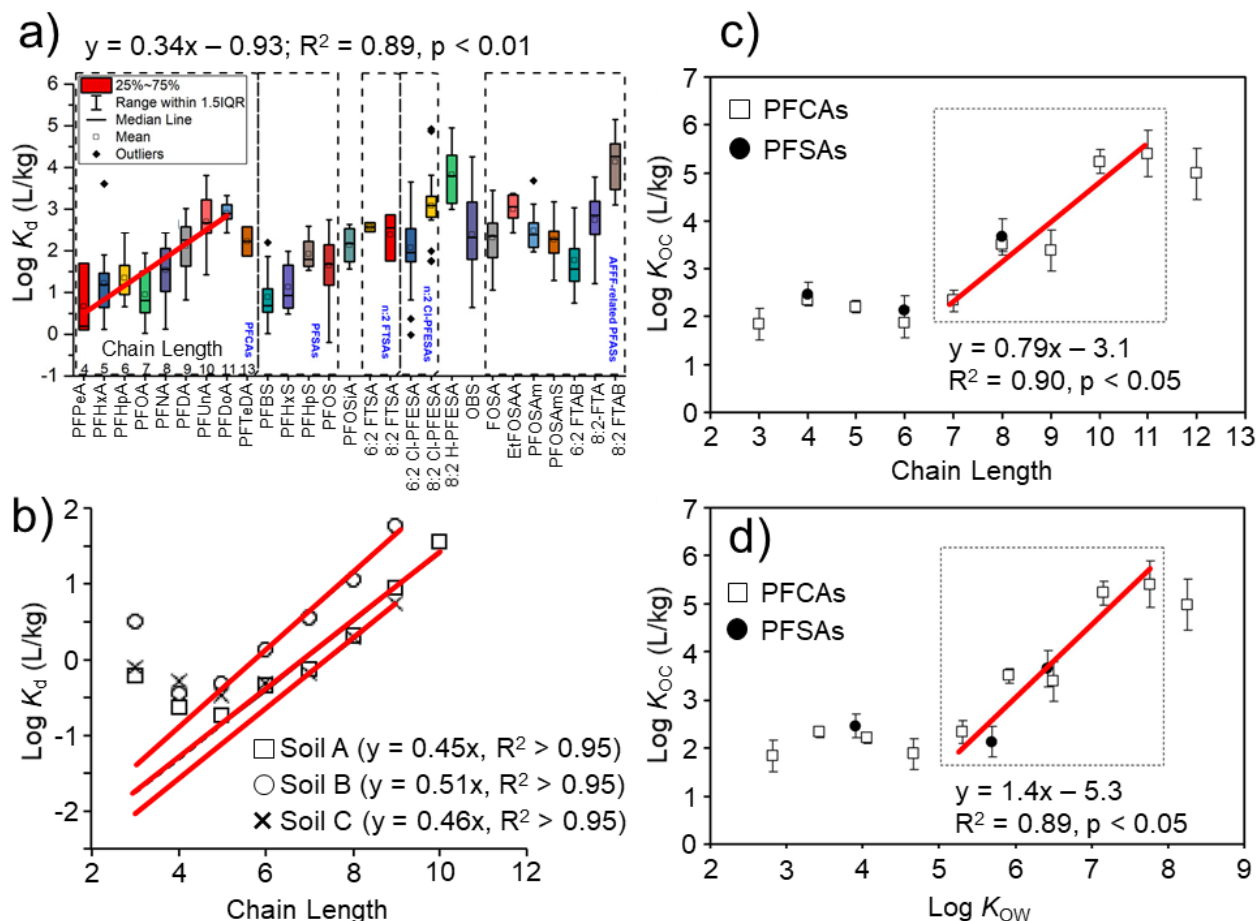 a)
y = 0.34x – 0.93; R² = 0.89, p < 0.01
Log Kd (L/kg)
6
5
4
3
2
1
0
-1
25%~75%
Range within 1.5IQR
Median Line
Mean
Outliers
PFCAs
PFSAs
n:2 FTSAs
n:2 Cl-PFESAs
AFFF-related PFASs
Chain Length
4 5 6 7 8 9 10 11 13
PFPeA
PFHxA
PFHpA
PFOA
PFNA
PFDA
PFUnA
PFDoA
PFTeDA
PFBS
PFHxS
PFHpS
PFOS
PFOSiA
6:2 FTSA
8:2 FTSA
6:2 Cl-PFESA
8:2 Cl-PFESA
8:2 H-PFESA
OBS
FOSA
EtFOSAA
PFOSAm
PFOSAmS
6:2 FTAB
8:2-FTA
8:2 FTAB
b)
Log Kd (L/kg)
2
1
0
-1
-2
Soil A (y = 0.45x, R² > 0.95)
Soil B (y = 0.51x, R² > 0.95)
Soil C (y = 0.46x, R² > 0.95)
2 4 6 8 10 12
Chain Length
c)
Log KOC (L/kg)
7
6
5
4
3
2
1
0
PFCAs
PFSAs
y = 0.79x – 3.1
R² = 0.90, p < 0.05
2 3 4 5 6 7 8 9 10 11 12 13
Chain Length
d)
Log KOC (L/kg)
7
6
5
4
3
2
1
0
PFCAs
PFSAs
y = 1.4x – 5.3
R² = 0.89, p < 0.05
2 3 4 5 6 7 8 9
Log KOW